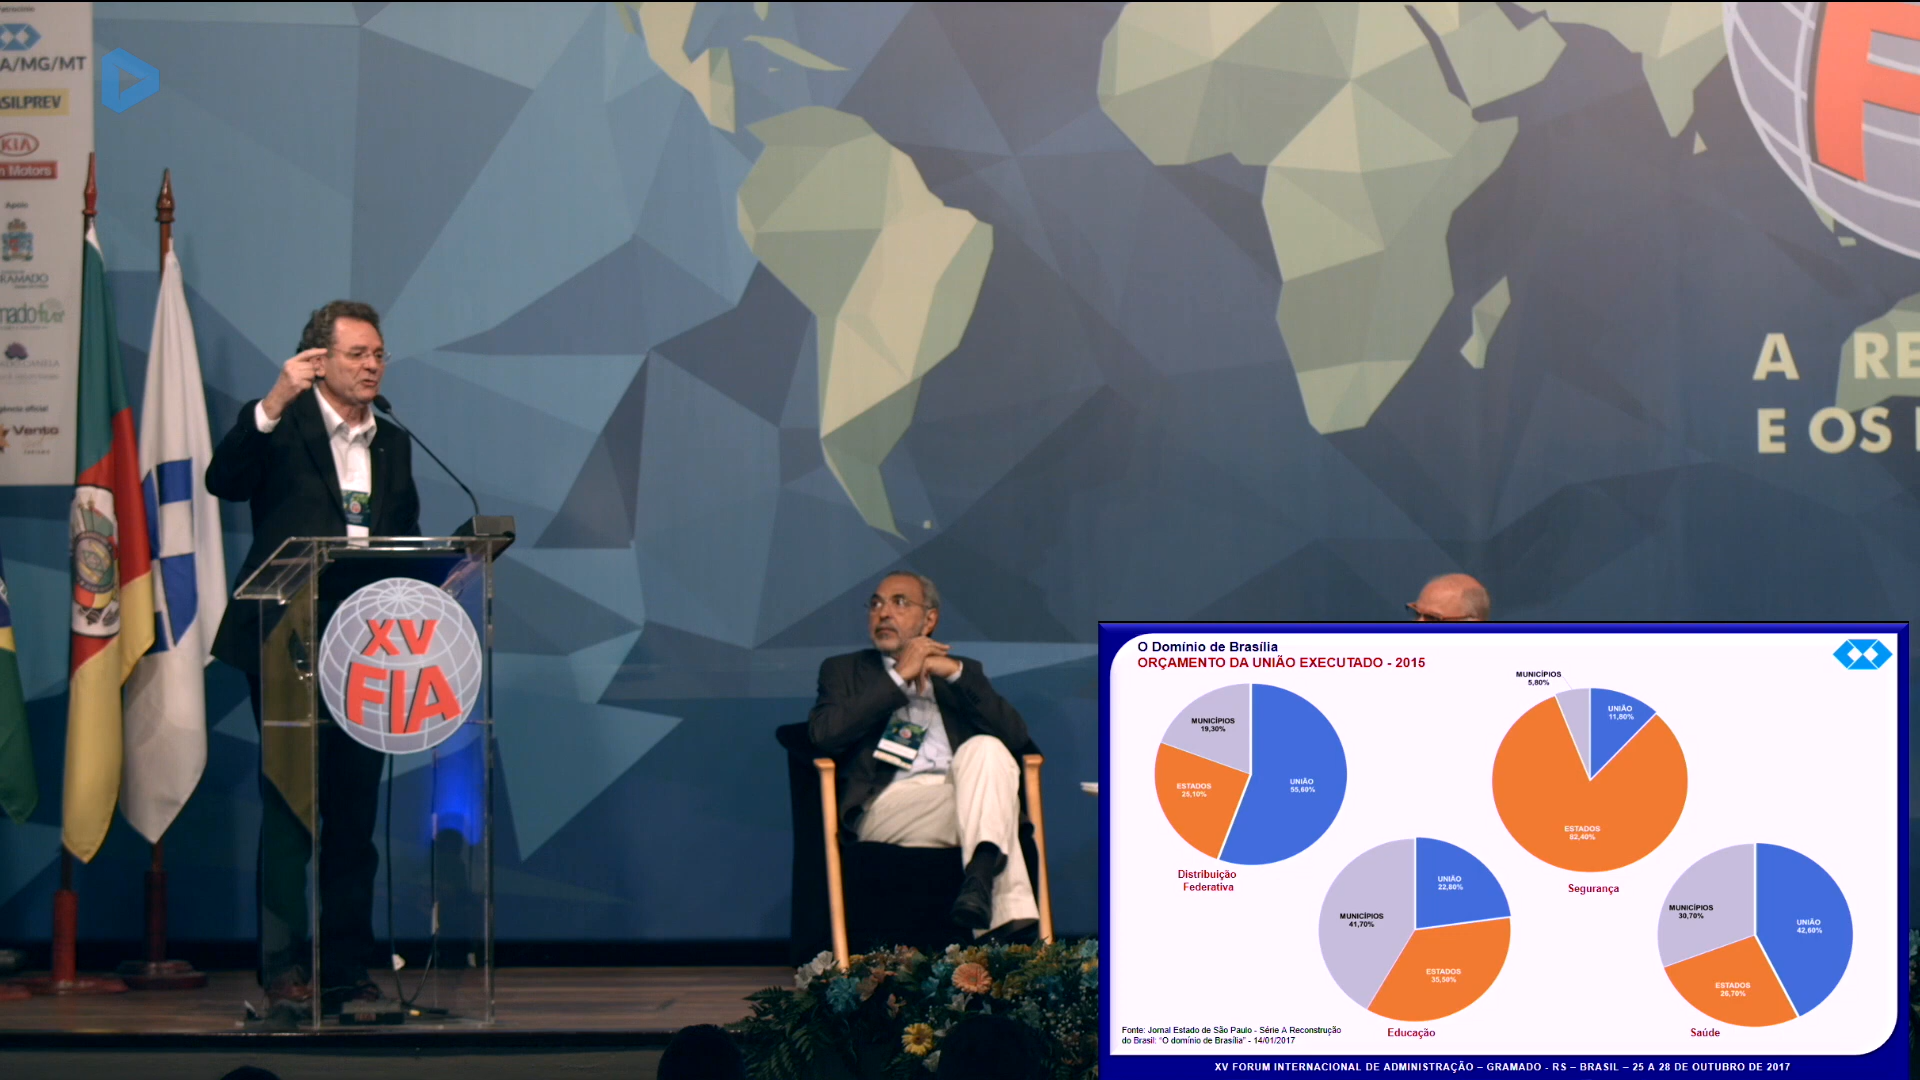 Patrocínio
A/MG/MT
ASILPREV
KIA
n Motors
Apoio
RAMADO
Vento
XV
FIA
A RE
E OS
O Domínio de Brasília
ORÇAMENTO DA UNIÃO EXECUTADO - 2015
MUNICÍPIOS
19,30%
UNIÃO
55,60%
ESTADOS
25,10%
Distribuição
Federativa
MUNICÍPIOS
5,80%
UNIÃO
11,80%
ESTADOS
82,40%
Segurança
UNIÃO
22,80%
MUNICÍPIOS
41,70%
ESTADOS
35,50%
Educação
MUNICÍPIOS
30,70%
UNIÃO
42,60%
ESTADOS
26,70%
Saúde
Fonte: Jornal Estado de São Paulo - Série A Reconstrução
do Brasil: "O domínio de Brasília" - 14/01/2017
XV FORUM INTERNACIONAL DE ADMINISTRAÇÃO – GRAMADO - RS – BRASIL – 25 A 28 DE OUTUBRO DE 2017